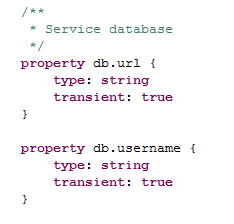 /**
 * Service database
 */
property db.url {
    type: string
    transient: true
}

property db.username {
    type: string
    transient: true
}